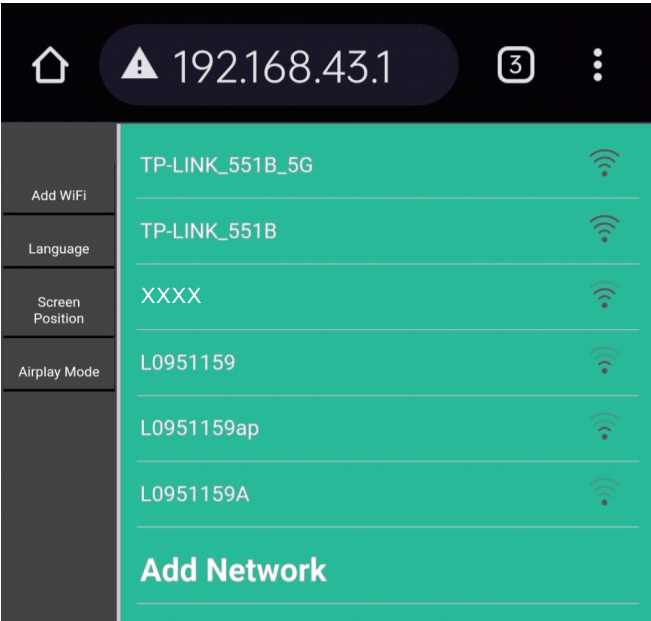 192.168.43.1
3
Add WiFi
Language
Screen
Position
Airplay Mode
TP-LINK_551B_5G
TP-LINK_551B
XXXX
L0951159
L0951159ap
L0951159A
Add Network